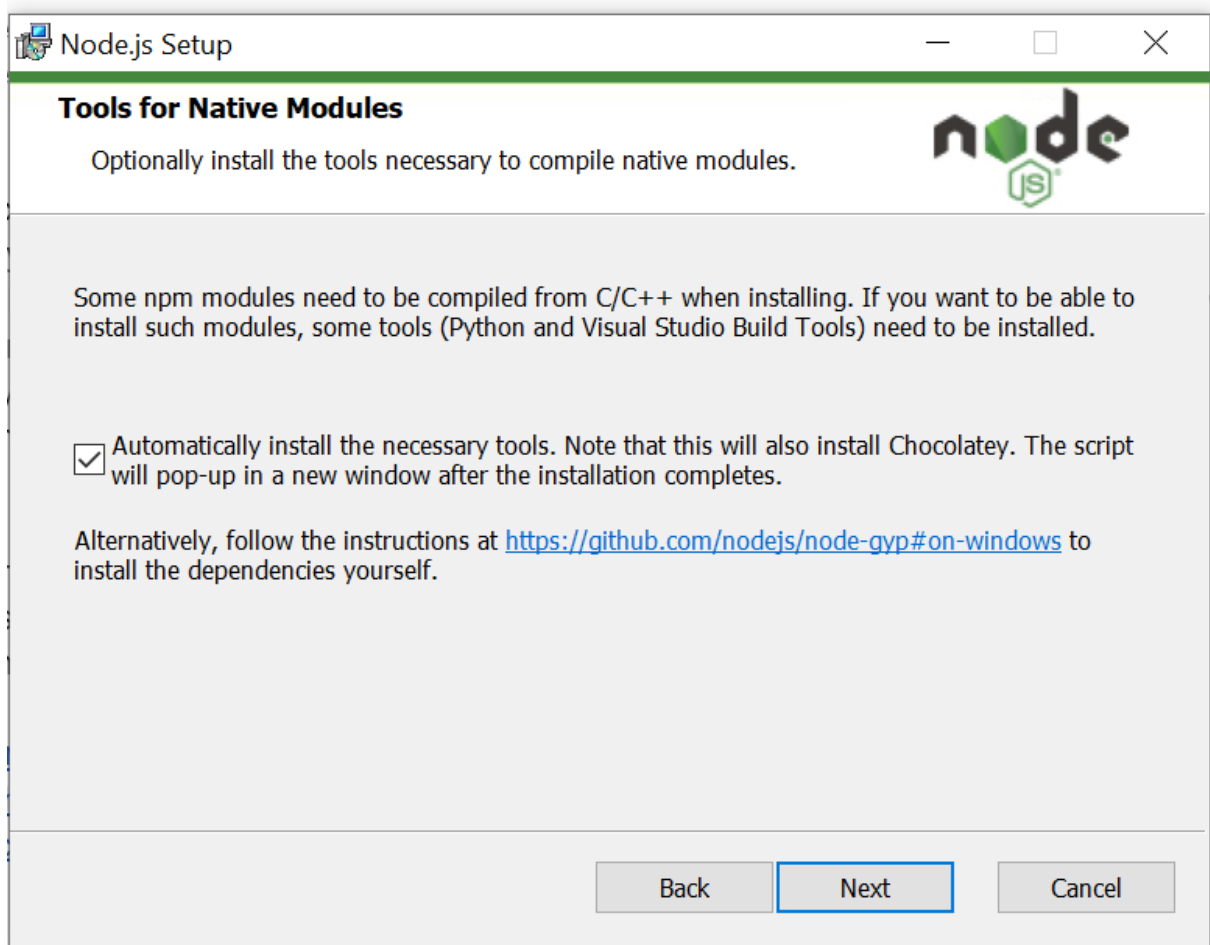 Node.js Setup
Tools for Native Modules
Optionally install the tools necessary to compile native modules.
node
JS
Some npm modules need to be compiled from C/C++ when installing. If you want to be able to
install such modules, some tools (Python and Visual Studio Build Tools) need to be installed.
Automatically install the necessary tools. Note that this will also install Chocolatey. The script
will pop-up in a new window after the installation completes.
Alternatively, follow the instructions at https://github.com/nodejs/node-gyp#on-windows to
install the dependencies yourself.
Back Next Cancel